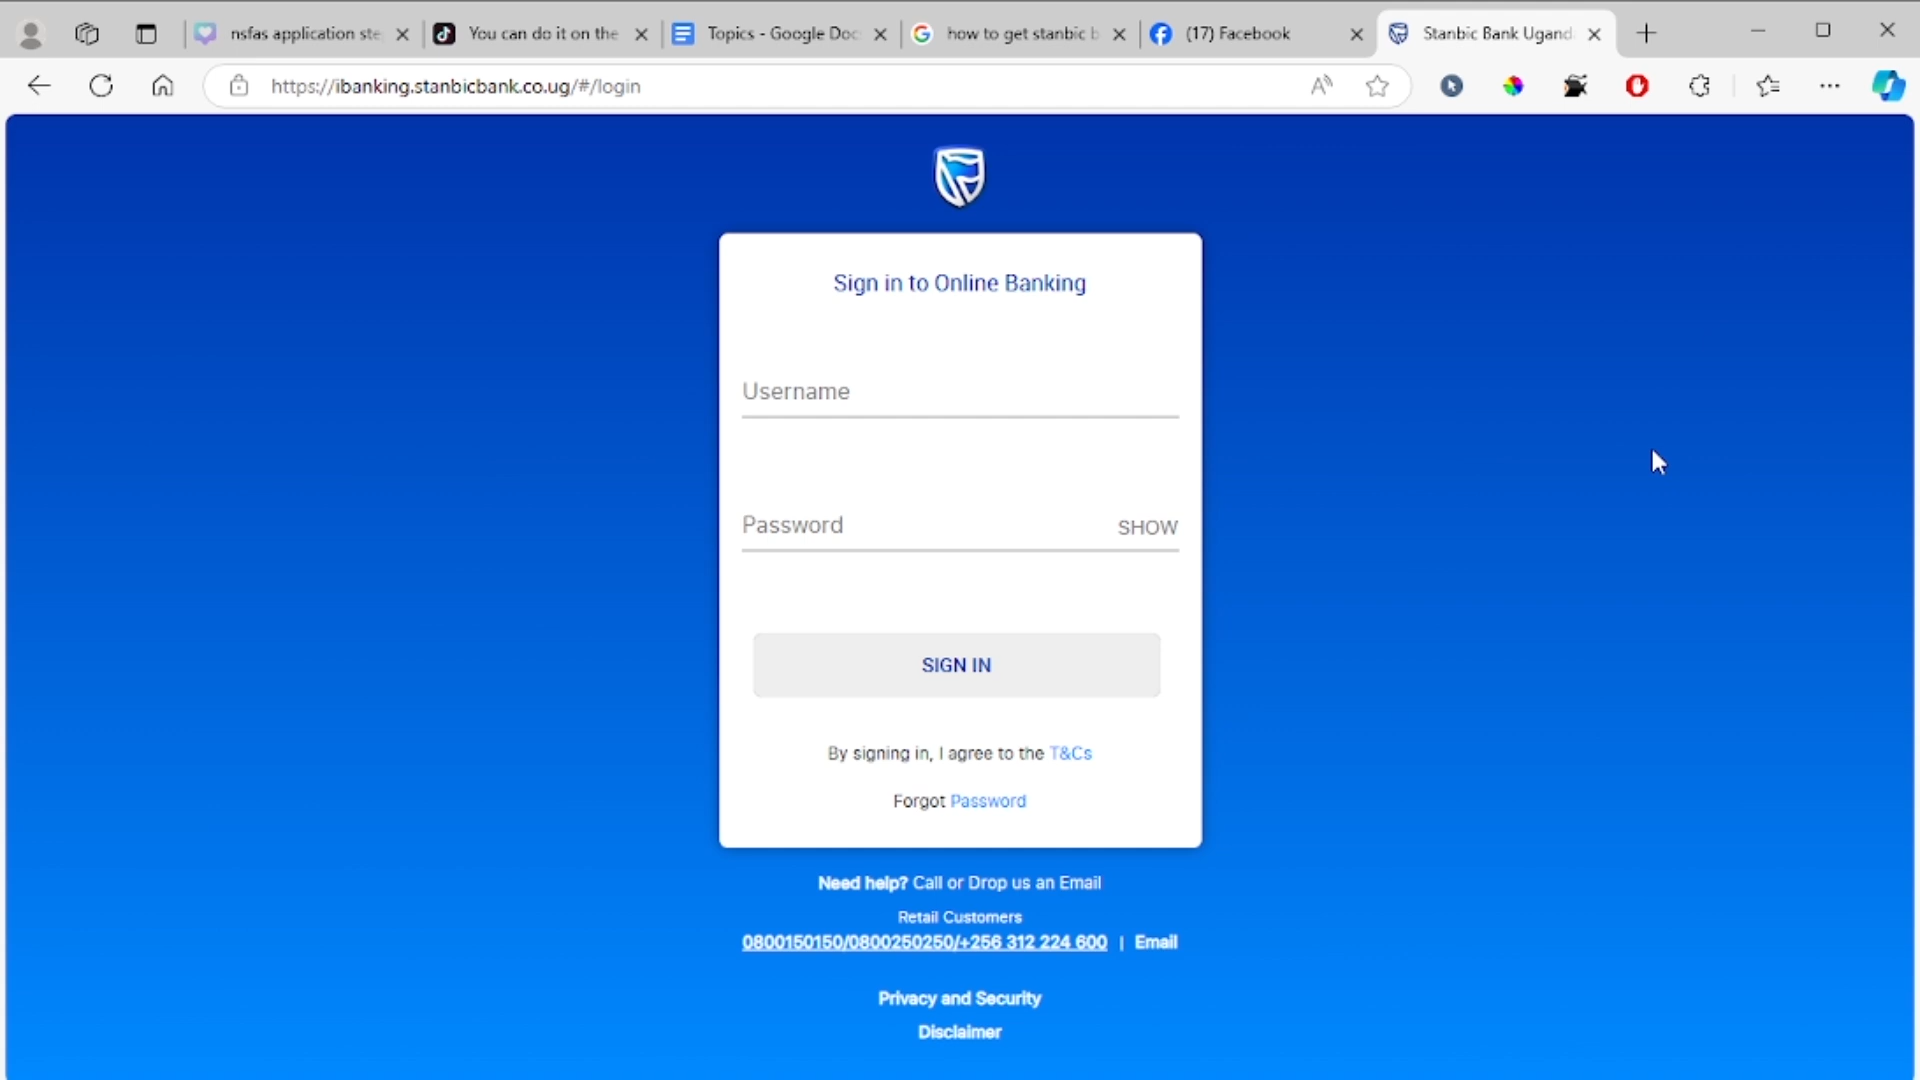 nsfas application ste
You can do it on the
Topics - Google Doc
how to get stanbic b
(17) Facebook
Stanbic Bank Ugand
https://ibanking.stanbicbank.co.ug/#/login
Sign in to Online Banking
Username
Password SHOW
SIGN IN
By signing in, I agree to the T&Cs
Forgot Password
Need help? Call or Drop us an Email
Retail Customers
0800150150/0800250250/+256 312 224 600 | Email
Privacy and Security
Disclaimer